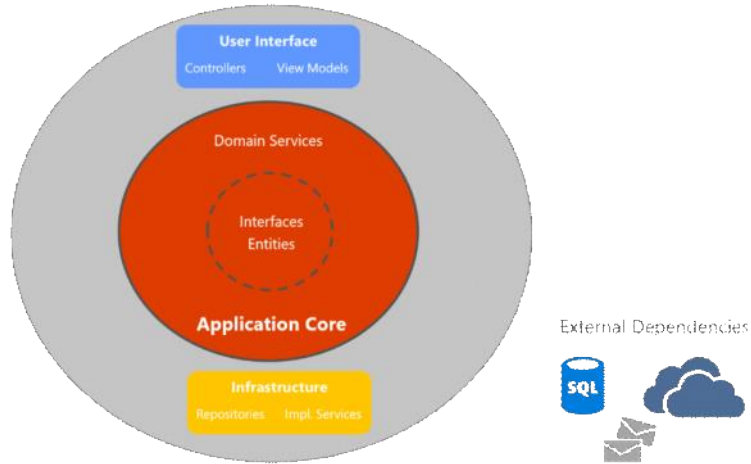 User Interface
Controllers View Models
Domain Services
Interfaces
Entities
Application Core
Infrastructure
Repositories Impl. Services
External Dependencies
SQL